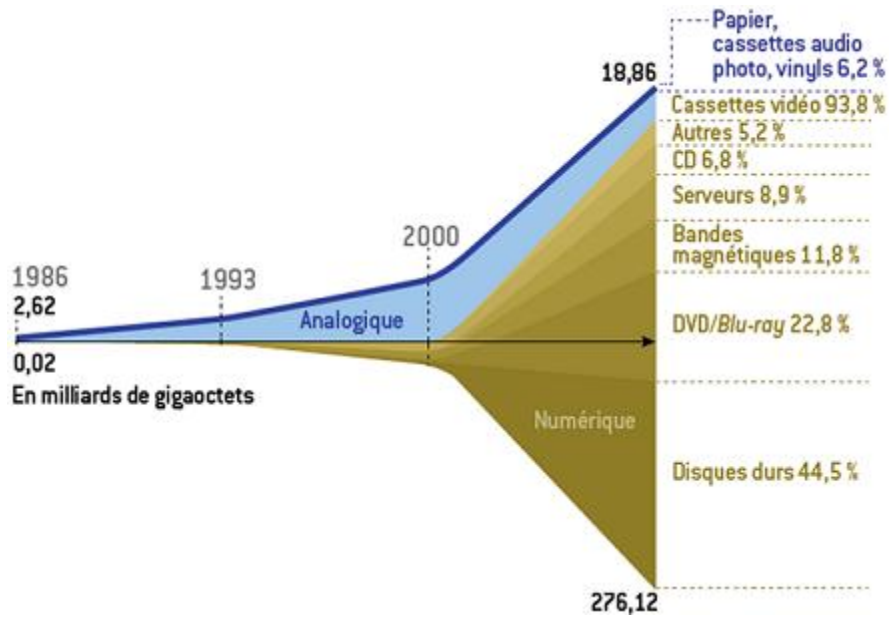 Papier,
cassettes audio
photo, vinyls 6,2 %
18,86
Cassettes vidéo 93,8 %
Autres 5,2 %
CD 6,8 %
Serveurs 8,9 %
Bandes
magnétiques 11,8 %
2000
1986
1993
2,62
Analogique
DVD/Blu-ray 22,8 %
0,02
En milliards de gigaoctets
Numérique
Disques durs 44,5 %
276,12